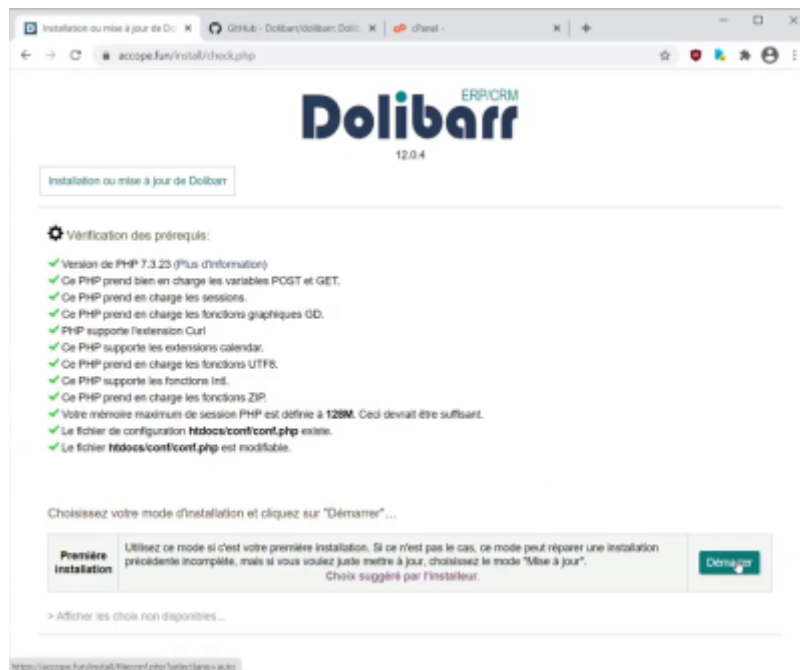 Installation ou mise à jour de Dol
GitHub - Dolibarr/dolibarr: Dolib
cPanel -
accope.fun/install/check.php
Dolibarr
ERP/CRM
12.0.4
Installation ou mise à jour de Dolibarr
Vérification des prérequis:
Version de PHP 7.3.23 (Plus d'information)
Ce PHP prend bien en charge les variables POST et GET.
Ce PHP prend en charge les sessions.
Ce PHP prend en charge les fonctions graphiques GD.
PHP supporte l'extension Curl
Ce PHP supporte les extensions calendar.
Ce PHP prend en charge les fonctions UTF8.
Ce PHP supporte les fonctions Intl.
Ce PHP prend en charge les fonctions ZIP.
Votre mémoire maximum de session PHP est définie à 128M. Ceci devrait être suffisant.
Le fichier de configuration htdocs/conf/conf.php existe.
Le fichier htdocs/conf/conf.php est modifiable.
Choisissez votre mode d'installation et cliquez sur "Démarrer"...
Première
installation
Utilisez ce mode si c'est votre première installation. Si ce n'est pas le cas, ce mode peut réparer une installation
précédente incomplète, mais si vous voulez juste mettre à jour, choisissez le mode "Mise à jour".
Choix suggéré par l'installeur.
Démarrer
> Afficher les choix non disponibles...
https://accope.fun/install/fileconf.php?selectlang=auto